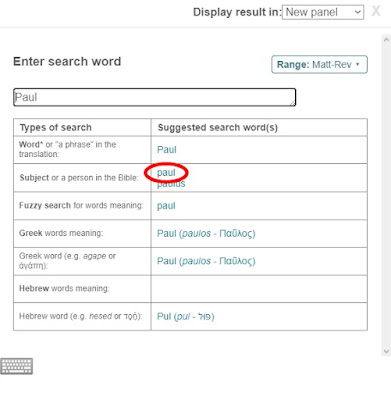 Display result in: New panel X
Enter search word
Range: Matt-Rev
Paul
Types of search Suggested search word(s)
Word* or "a phrase" in the
translation: Paul
Subject or a person in the Bible: paul
paulus
Fuzzy search for words meaning: paul
Greek words meaning: Paul (paulos - Παῦλος)
Greek word (e.g. agape or
ἀγάπη): Paul (paulos - Παῦλος)
Hebrew words meaning:
Hebrew word (e.g. hesed or חֶסֶד): Pul (pul - פּוּל)